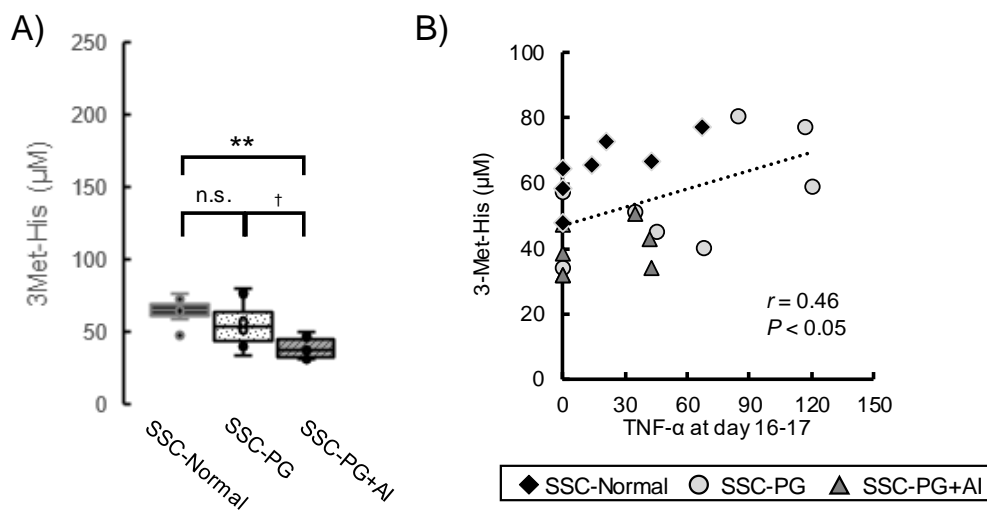 A)
250
200
150
100
50
0
3Met-His (µM)
**
n.s.
†
SSC-Normal
SSC-PG
SSC-PG+AI
B)
100
80
60
40
20
0
3-Met-His (µM)
r = 0.46
P < 0.05
0 30 60 90 120 150
TNF-α at day 16-17
SSC-Normal SSC-PG SSC-PG+AI